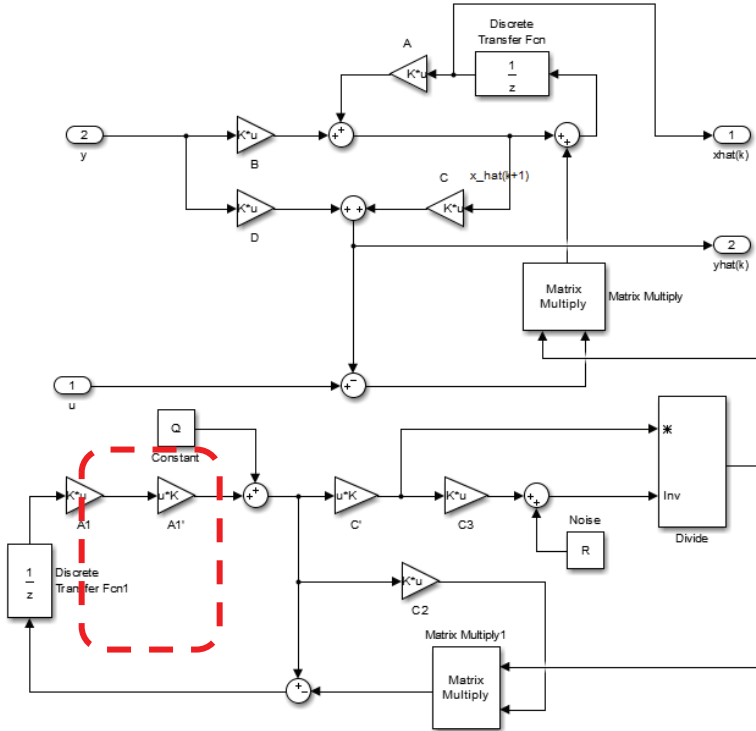 Discrete
Transfer Fcn
A
K*u
1
z
+
+
2
y
K*u
B
+
+
1
xhat(k)
C
x_hat(k+1)
K*u
D
+ +
K*u
2
yhat(k)
Matrix
Multiply
Matrix Multiply
1
u
+
−
Q
Constant
*
Inv
Divide
K*u
A1
u*K
A1'
+
+
u*K
C'
K*u
C3
+
+
Noise
R
1
z
Discrete
Transfer Fcn1
K*u
C2
Matrix Multiply1
Matrix
Multiply
+
−